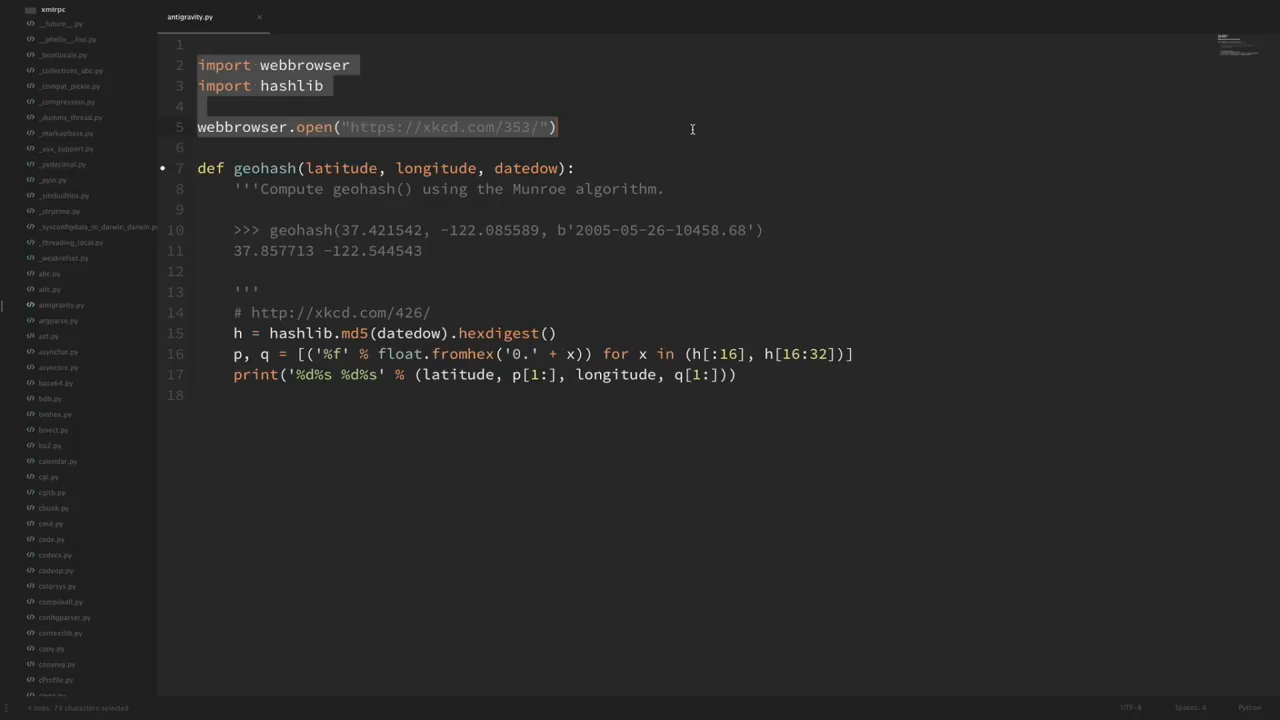 xmlrpc
__future__.py
__phello__.foo.py
_bootlocale.py
_collections_abc.py
_compat_pickle.py
_compression.py
_dummy_thread.py
_markupbase.py
_osx_support.py
_pydecimal.py
_pyio.py
_sitebuiltins.py
_strptime.py
_sysconfigdata_m_darwin_darwin.py
_threading_local.py
_weakrefset.py
abc.py
aifc.py
antigravity.py
argparse.py
ast.py
asynchat.py
asyncore.py
base64.py
bdb.py
binhex.py
bisect.py
bz2.py
calendar.py
cgi.py
cgitb.py
chunk.py
cmd.py
code.py
codecs.py
codeop.py
colorsys.py
compileall.py
configparser.py
contextlib.py
copy.py
copyreg.py
cProfile.py
antigravity.py ×
1
2 import webbrowser
3 import hashlib
4
5 webbrowser.open("https://xkcd.com/353/")
6
7 def geohash(latitude, longitude, datedow):
8 '''Compute geohash() using the Munroe algorithm.
9
10 >>> geohash(37.421542, -122.085589, b'2005-05-26-10458.68')
11 37.857713 -122.544543
12
13 '''
14 # http://xkcd.com/426/
15 h = hashlib.md5(datedow).hexdigest()
16 p, q = [('%f' % float.fromhex('0.' + x)) for x in (h[:16], h[16:32])]
17 print('%d%s %d%s' % (latitude, p[1:], longitude, q[1:]))
18
4 lines, 74 characters selected
UTF-8 Spaces: 4 Python